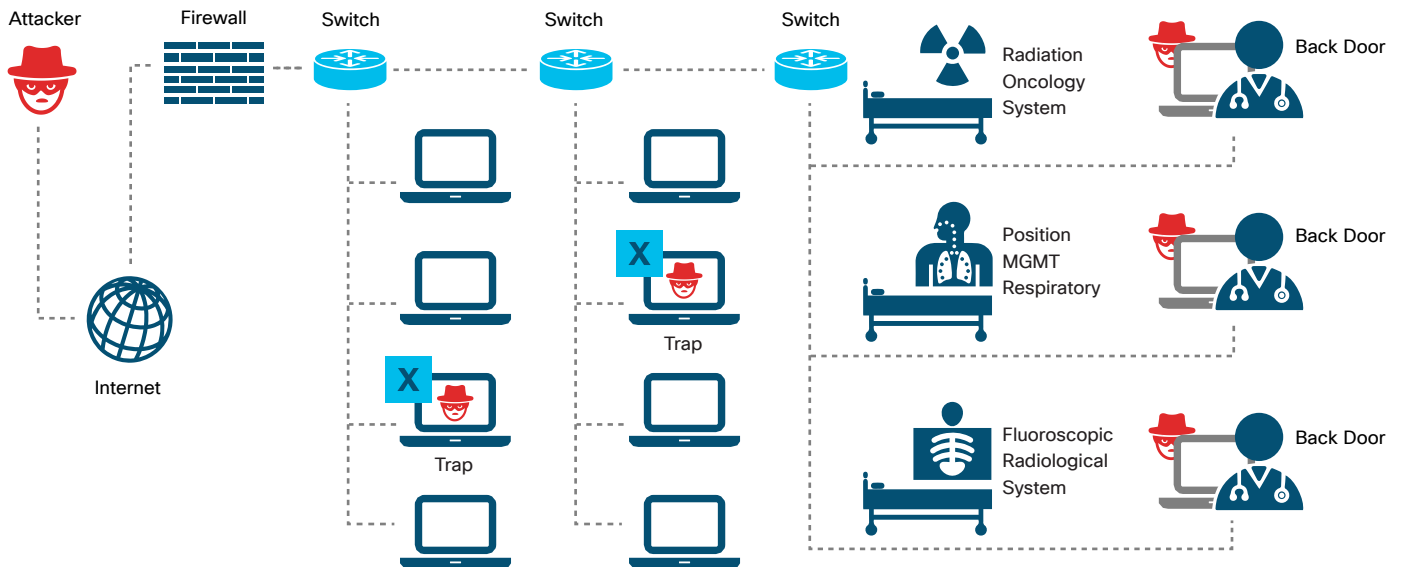 Attacker
Firewall
Switch
Switch
Switch
Radiation
Oncology
System
Back Door
X
Position
MGMT
Respiratory
Back Door
Trap
Internet
X
Trap
Fluoroscopic
Radiological
System
Back Door